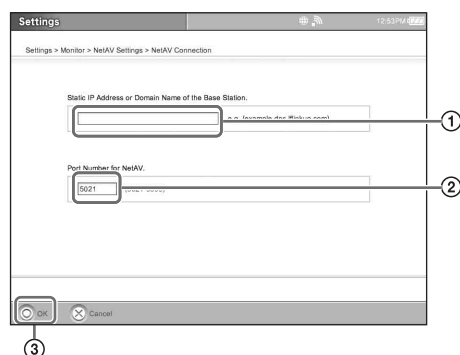 Settings
12:53PM
Settings > Monitor > NetAV Settings > NetAV Connection
Static IP Address or Domain Name of the Base Station.
1
Port Number for NetAV.
5021
2
OK
Cancel
3